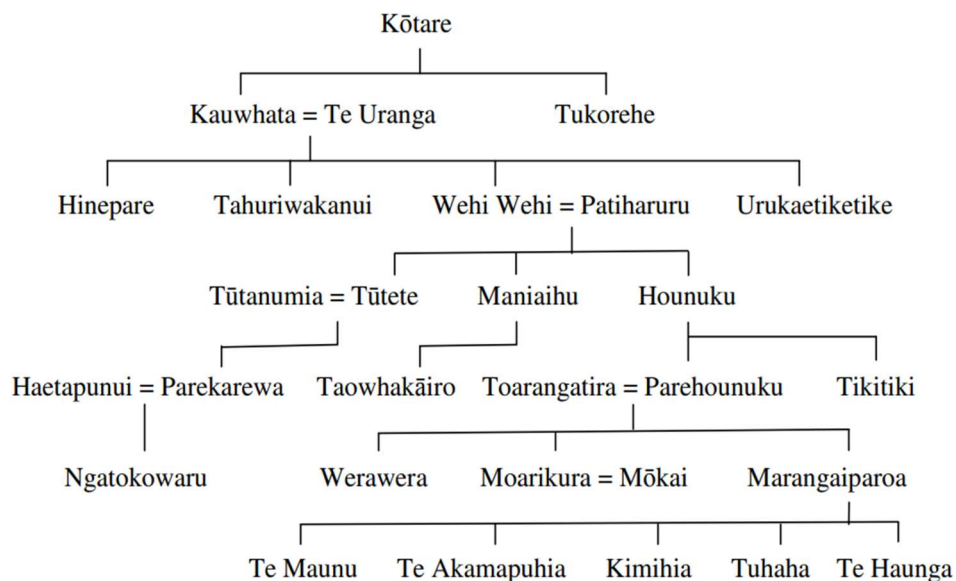 Kōtare
Kauwhata = Te Uranga Tukorehe
Hinepare Tahuriwakanui Wehi Wehi = Patiharuru Urukaetiketike
Tūtanumia = Tūtete Maniaihu Hounuku
Haetapunui = Parekarewa Taowhakāiro Toarangatira = Parehounuku Tikitiki
Ngatokowaru Werawera Moarikura = Mōkai Marangaiparoa
Te Maunu Te Akamapuhia Kimihia Tuhaha Te Haunga